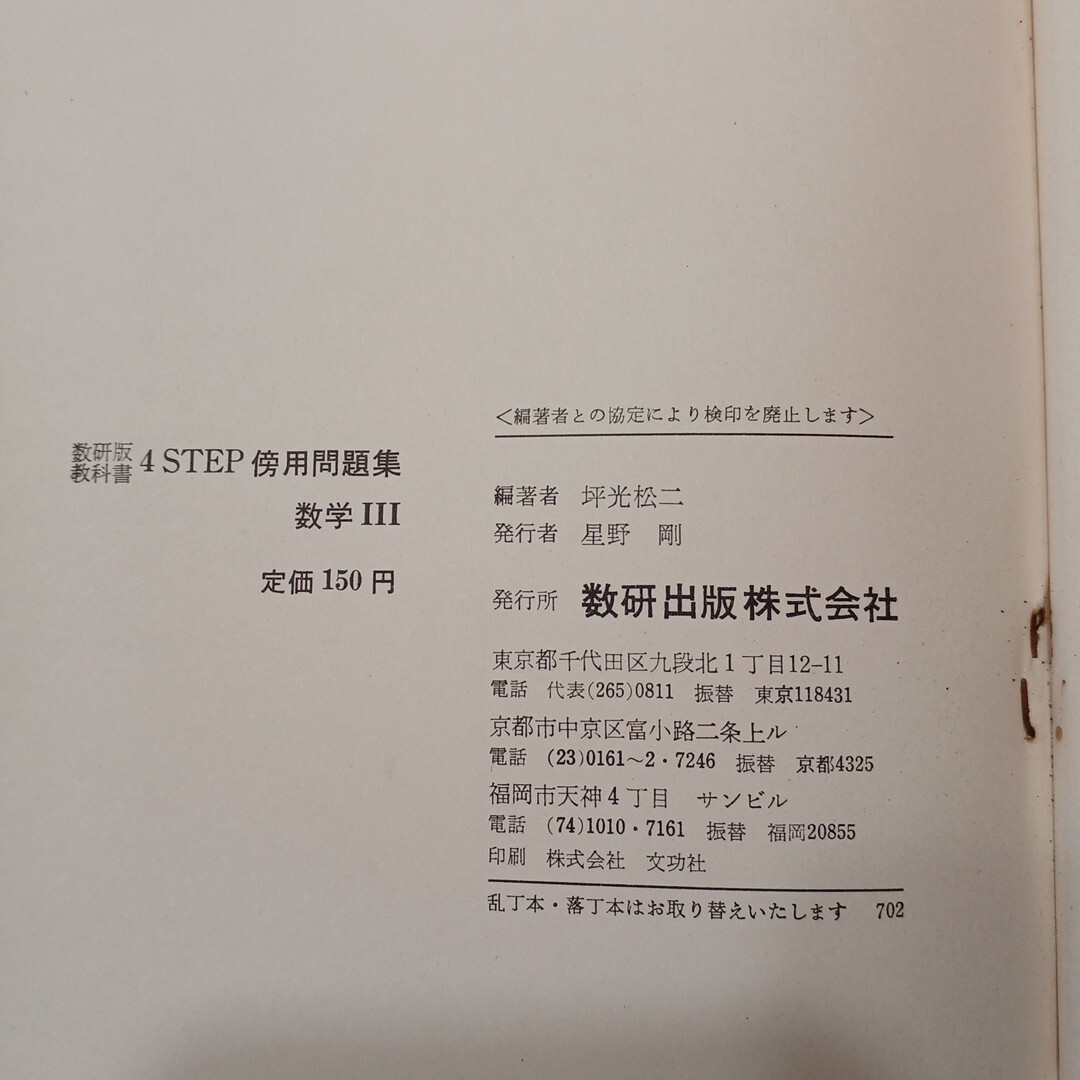 数研版
教科書 4 STEP 傍用問題集
数学 III
定価 150 円
＜編著者との協定により検印を廃止します＞
編著者 坪光松二
発行者 星野 剛
発行所 数研出版株式会社
東京都千代田区九段北1丁目12-11
電話 代表(265)0811 振替 東京118431
京都市中京区富小路二条上ル
電話 (23)0161～2・7246 振替 京都4325
福岡市天神4丁目 サンビル
電話 (74)1010・7161 振替 福岡20855
印刷 株式会社 文功社
乱丁本・落丁本はお取り替えいたします 702